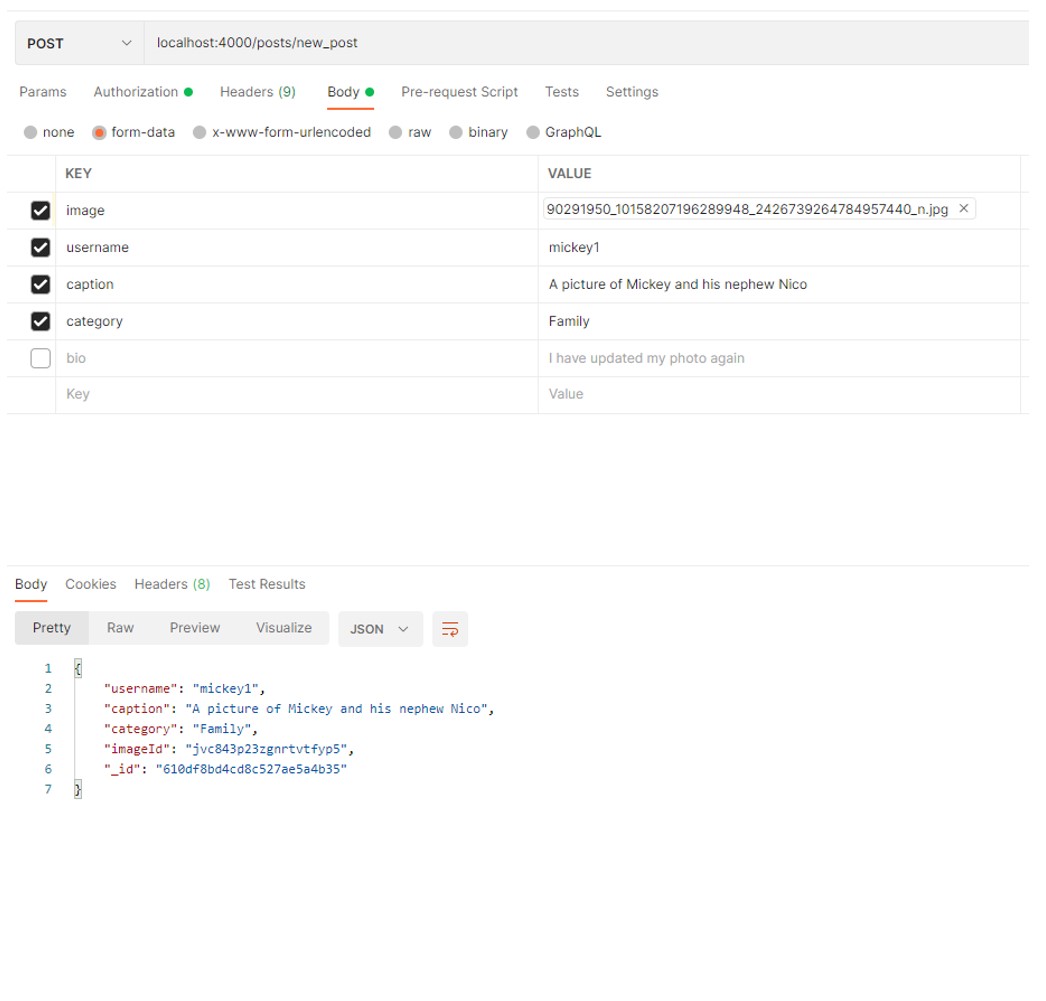 POST localhost:4000/posts/new_post
Params Authorization Headers (9) Body Pre-request Script Tests Settings
none form-data x-www-form-urlencoded raw binary GraphQL
KEY VALUE
image 90291950_10158207196289948_2426739264784957440_n.jpg
username mickey1
caption A picture of Mickey and his nephew Nico
category Family
bio I have updated my photo again
Key Value
Body Cookies Headers (8) Test Results
Pretty Raw Preview Visualize JSON
1 {
2 "username": "mickey1",
3 "caption": "A picture of Mickey and his nephew Nico",
4 "category": "Family",
5 "imageId": "jvc843p23zgnrtvtfyp5",
6 "_id": "610df8bd4cd8c527ae5a4b35"
7 }